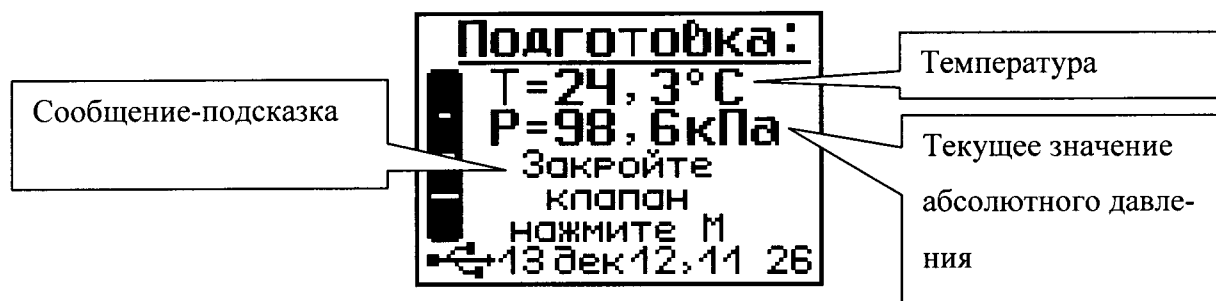 Подготовка:
T=24,3°C
P=98,6кПа
Закройте
клапан
нажмите М
13 дек 12, 11 26
Сообщение-подсказка
Температура
Текущее значение
абсолютного давле-
ния